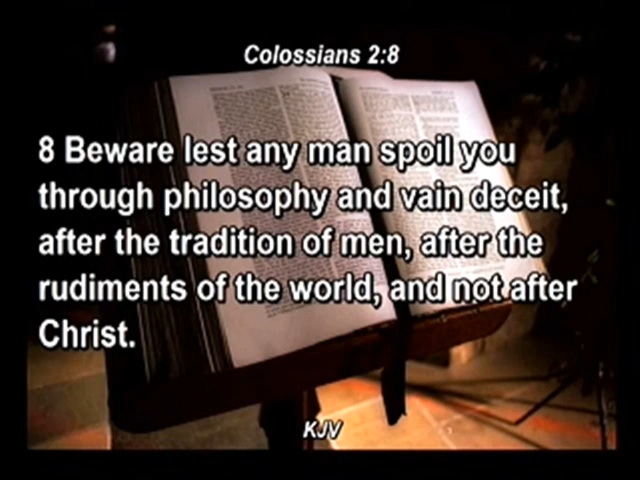 Colossians 2:8
8 Beware lest any man spoil you
through philosophy and vain deceit,
after the tradition of men, after the
rudiments of the world, and not after
Christ.
KJV